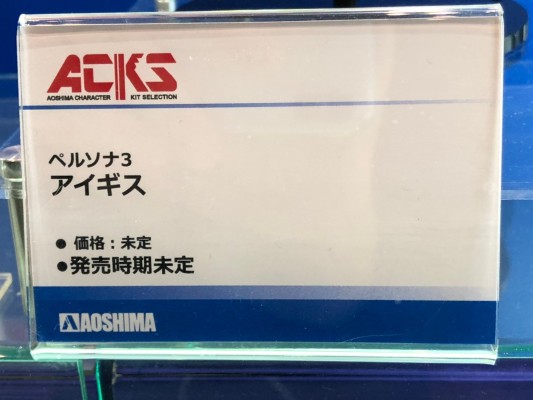 ACKS
AOSHIMA CHARACTER KIT SELECTION
ペルソナ3
アイギス
● 価格：未定
●発売時期未定
AOSHIMA